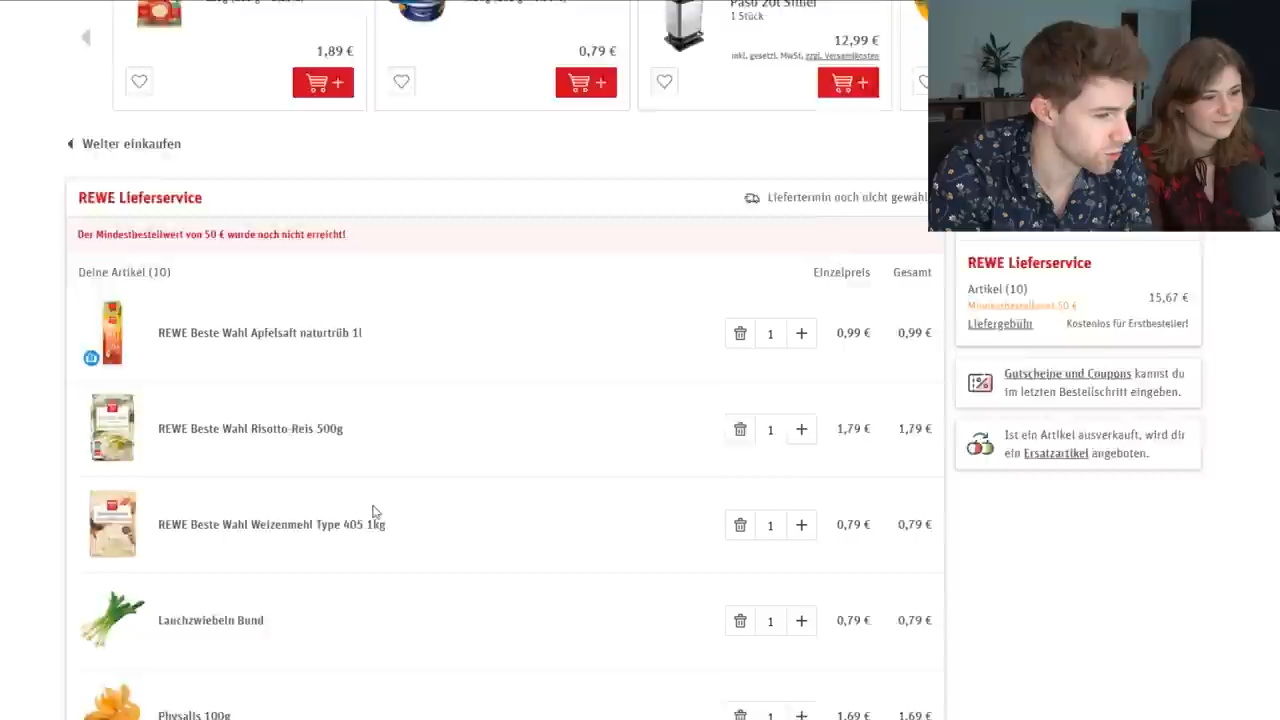 1 Stück
1,89 €
0,79 €
12,99 €
inkl. gesetzl. MwSt, zzgl. Versandkosten
Weiter einkaufen
REWE Lieferservice
Liefertermin noch nicht gewähl
Der Mindestbestellwert von 50 € wurde noch nicht erreicht!
Deine Artikel (10)
Einzelpreis
Gesamt
REWE Beste Wahl Apfelsaft naturtrüb 1l
1
0,99 €
0,99 €
REWE Beste Wahl Risotto-Reis 500g
1
1,79 €
1,79 €
REWE Beste Wahl Weizenmehl Type 405 1kg
1
0,79 €
0,79 €
Lauchzwiebeln Bund
1
0,79 €
0,79 €
Physalis 100g
1
1,69 €
1,69 €
REWE Lieferservice
Artikel (10)
15,67 €
Mindestbestellwert 50 €
Liefergebühr
Kostenlos für Erstbesteller!
Gutscheine und Coupons kannst du
im letzten Bestellschritt eingeben.
Ist ein Artikel ausverkauft, wird dir
ein Ersatzartikel angeboten.